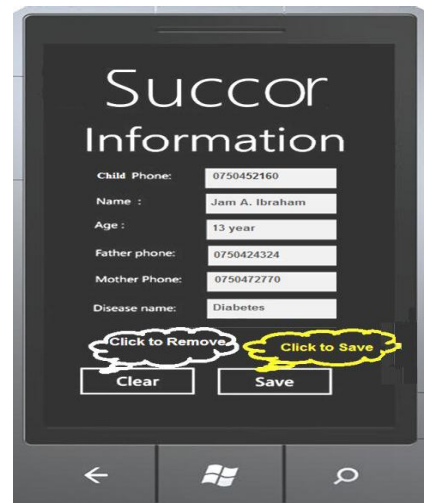 Succor
Information
Child Phone: 0750452160
Name : Jam A. Ibraham
Age : 13 year
Father phone: 0750424324
Mother Phone: 0750472770
Disease name: Diabetes
Click to Remove Click to Save
Clear Save